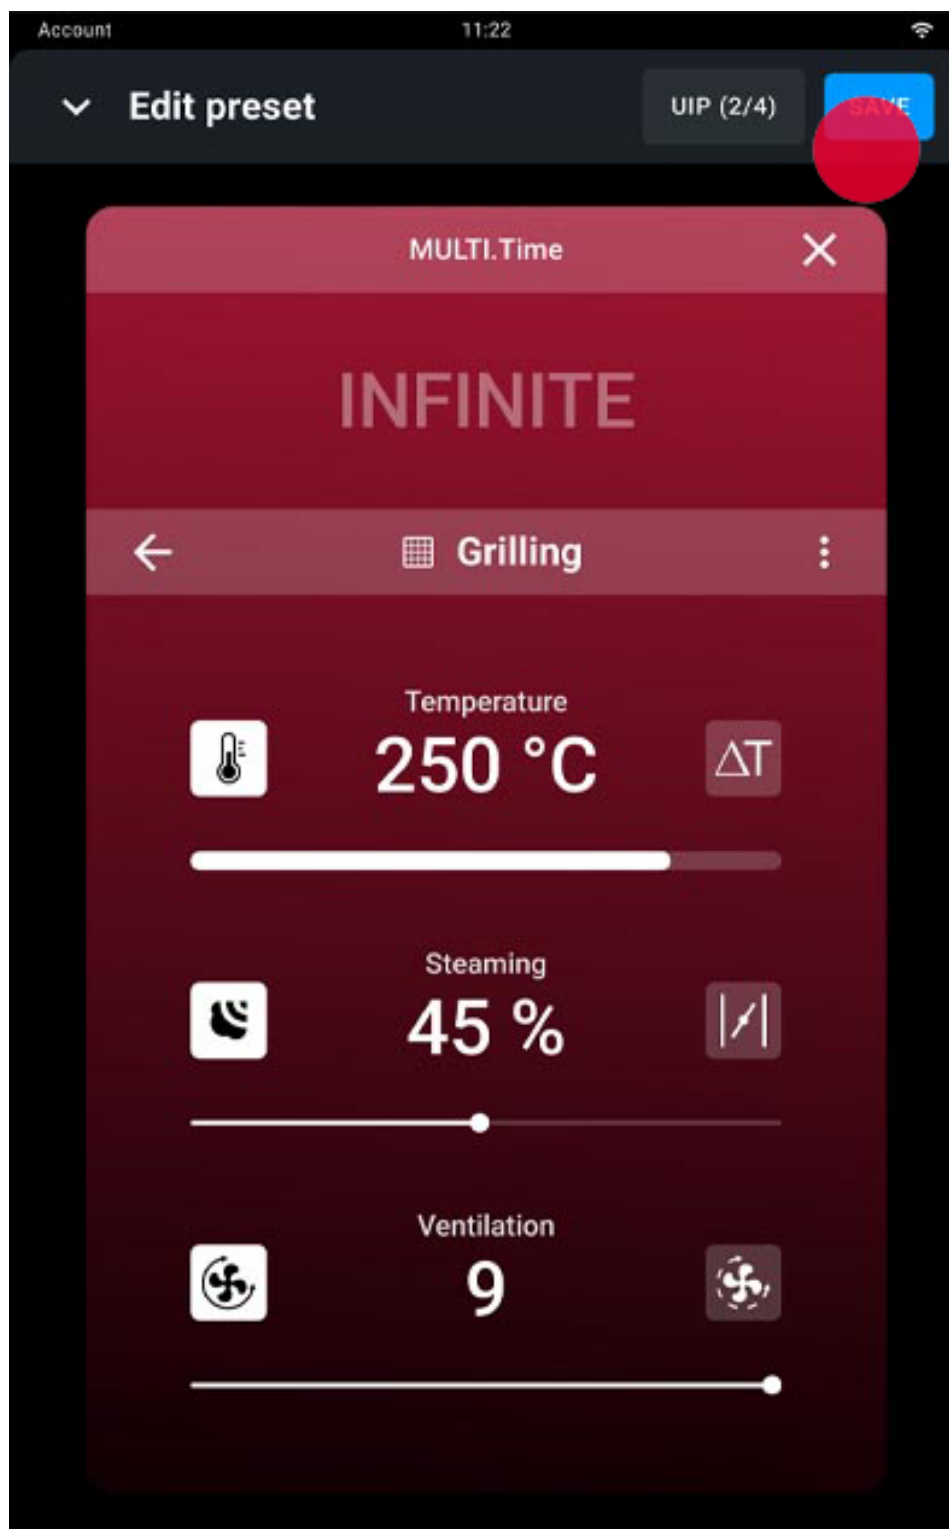 Account
11:22
Edit preset
UIP (2/4)
SAVE
MULTI.Time
INFINITE
Grilling
Temperature
250 °C
ΔT
Steaming
45 %
Ventilation
9